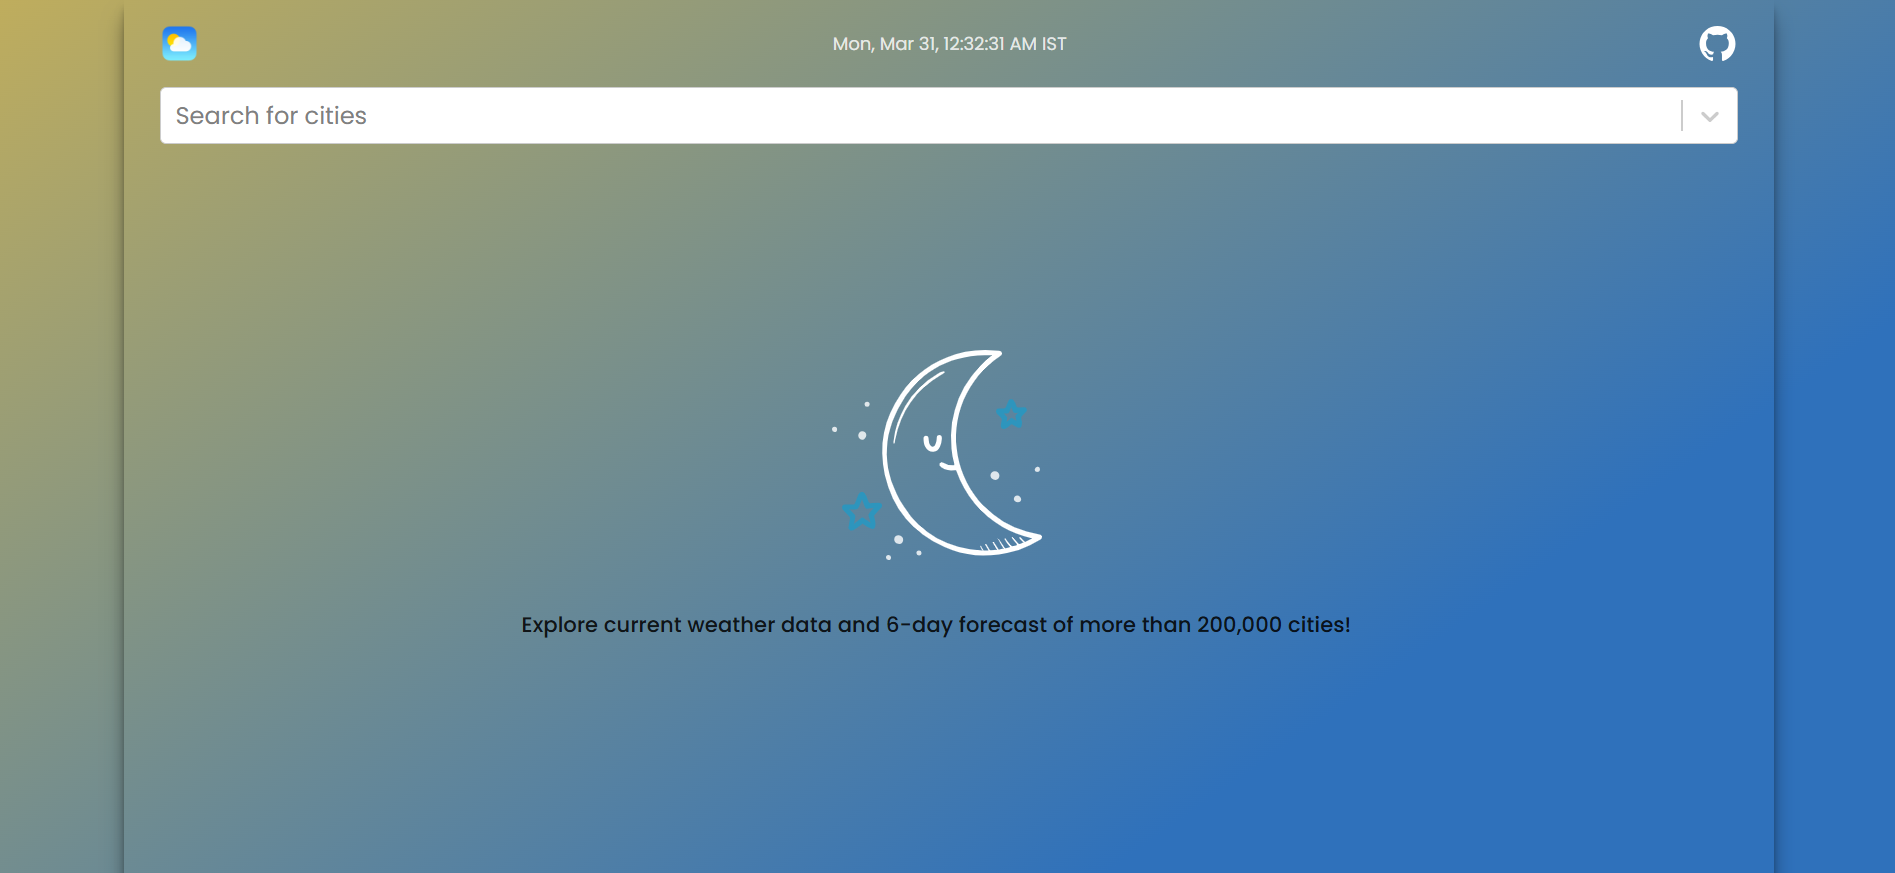 Mon, Mar 31, 12:32:31 AM IST
Search for cities
Explore current weather data and 6-day forecast of more than 200,000 cities!